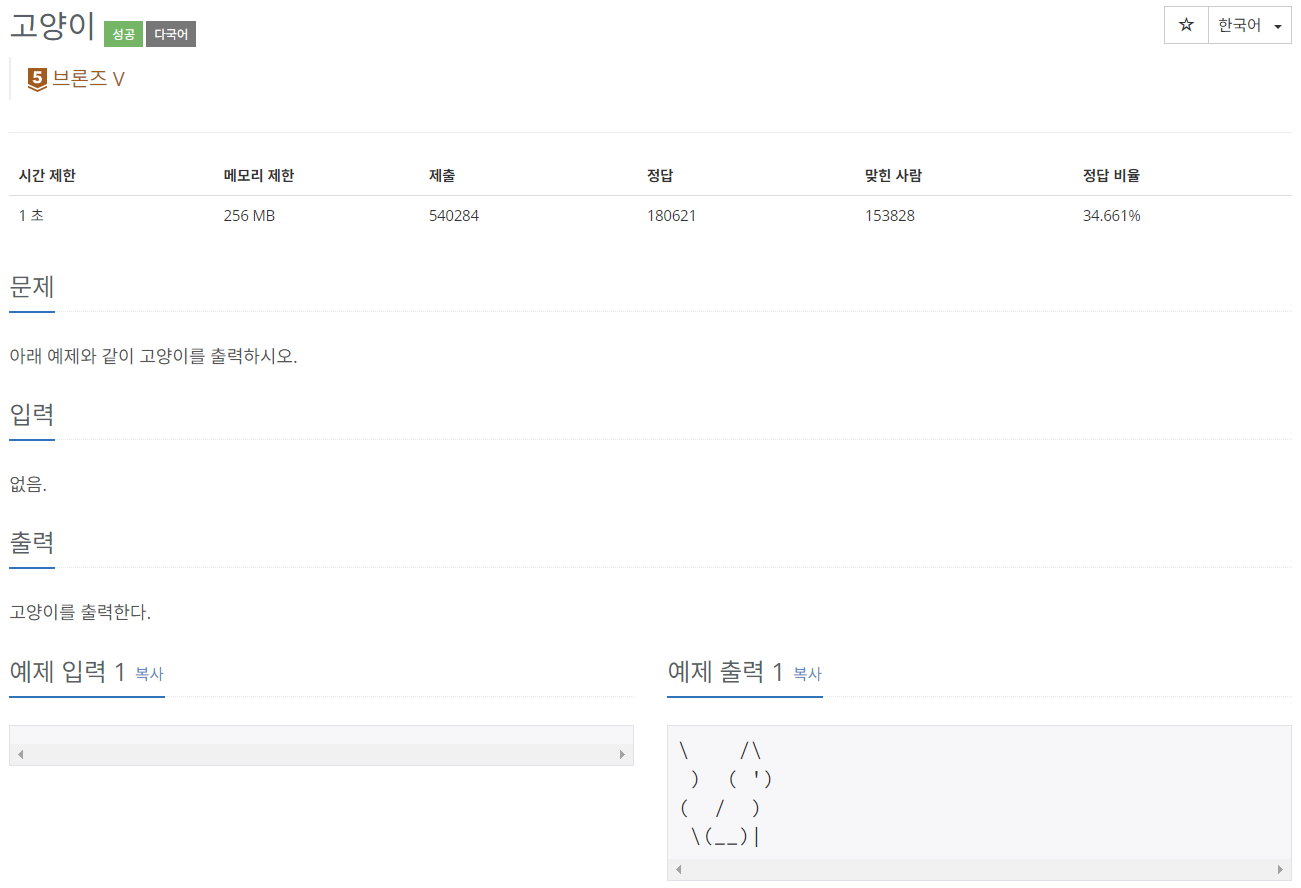 고양이 성공 다국어 ☆ 한국어
5 브론즈 V
시간 제한 메모리 제한 제출 정답 맞힌 사람 정답 비율
1 초 256 MB 540284 180621 153828 34.661%
문제
아래 예제와 같이 고양이를 출력하시오.
입력
없음.
출력
고양이를 출력한다.
예제 입력 1 복사
예제 출력 1 복사
\    /\
 )  ( ')
(  /  )
 \(__)|